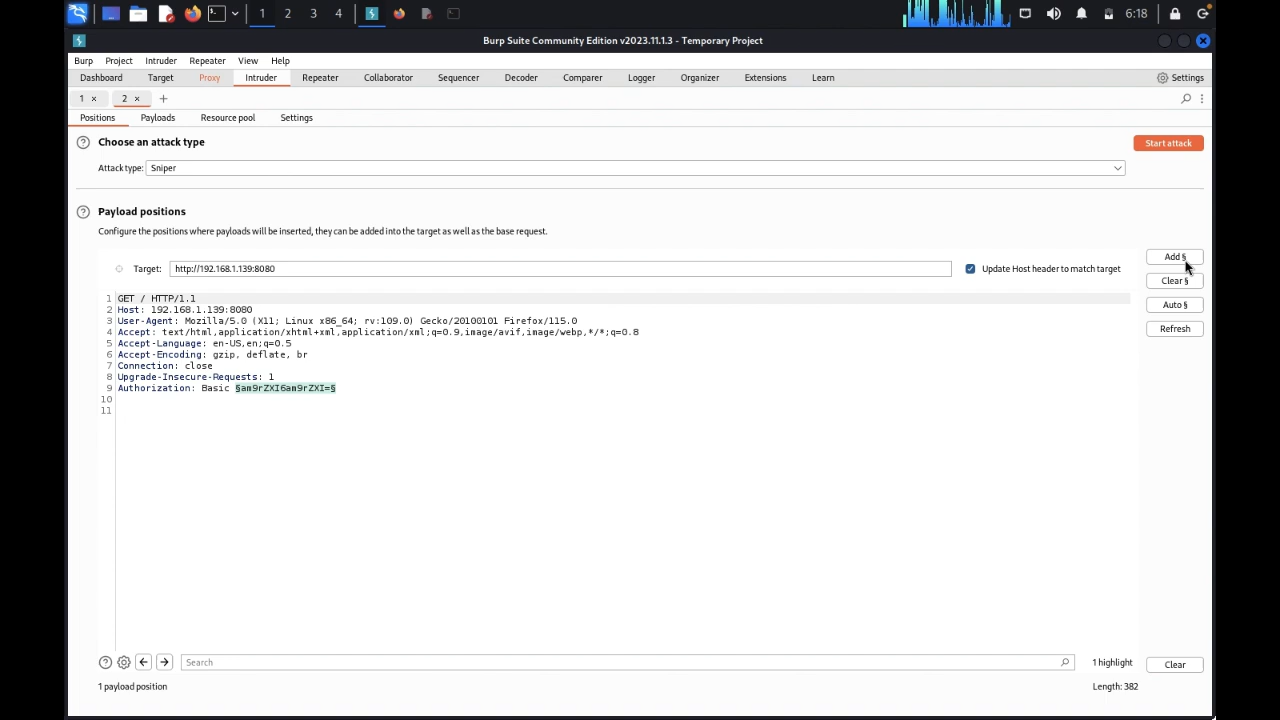 1 2 3 4 6:18
Burp Suite Community Edition v2023.11.1.3 - Temporary Project
Burp Project Intruder Repeater View Help
Dashboard Target Proxy Intruder Repeater Collaborator Sequencer Decoder Comparer Logger Organizer Extensions Learn Settings
1 × 2 × +
Positions Payloads Resource pool Settings
? Choose an attack type Start attack
Attack type: Sniper
? Payload positions
Configure the positions where payloads will be inserted, they can be added into the target as well as the base request.
Add §
Target: http://192.168.1.139:8080 Update Host header to match target
Clear §
Auto §
Refresh
1 GET / HTTP/1.1
2 Host: 192.168.1.139:8080
3 User-Agent: Mozilla/5.0 (X11; Linux x86_64; rv:109.0) Gecko/20100101 Firefox/115.0
4 Accept: text/html,application/xhtml+xml,application/xml;q=0.9,image/avif,image/webp,*/*;q=0.8
5 Accept-Language: en-US,en;q=0.5
6 Accept-Encoding: gzip, deflate, br
7 Connection: close
8 Upgrade-Insecure-Requests: 1
9 Authorization: Basic §am9rZXI6am9rZXI=§
10
11
? Search 1 highlight Clear
1 payload position Length: 382